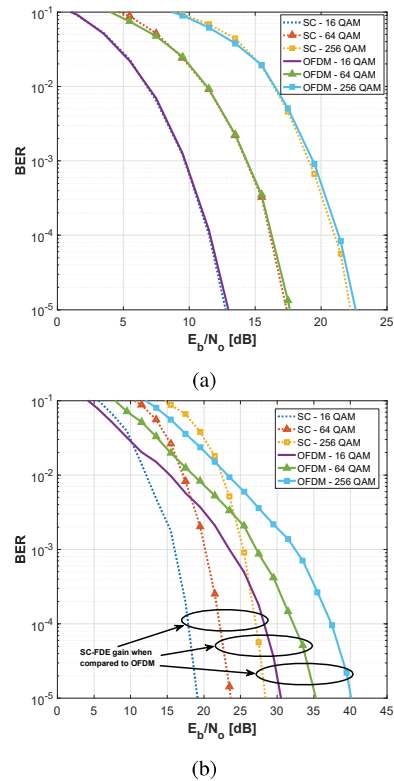 10^-1
10^-2
10^-3
10^-4
10^-5
BER
SC - 16 QAM
SC - 64 QAM
SC - 256 QAM
OFDM - 16 QAM
OFDM - 64 QAM
OFDM - 256 QAM
0 5 10 15 20 25
E_b/N_o [dB]
(a)
10^-1
10^-2
10^-3
10^-4
10^-5
BER
SC - 16 QAM
SC - 64 QAM
SC - 256 QAM
OFDM - 16 QAM
OFDM - 64 QAM
OFDM - 256 QAM
SC-FDE gain when
compared to OFDM
0 5 10 15 20 25 30 35 40 45
E_b/N_o [dB]
(b)